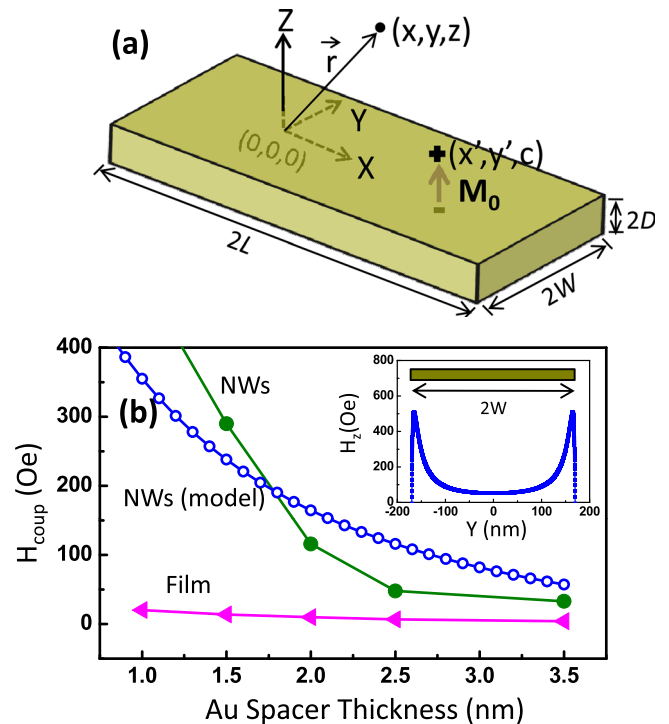 (a)
Z
r
(x,y,z)
Y
(0,0,0)
X
(x',y',c)
M₀
2D
2L
2W
(b)
NWs
NWs (model)
Film
H_coup (Oe)
400
300
200
100
0
1.0 1.5 2.0 2.5 3.0 3.5
Au Spacer Thickness (nm)
H_z(Oe)
800
600
400
200
0
2W
-200 -100 0 100 200
Y (nm)